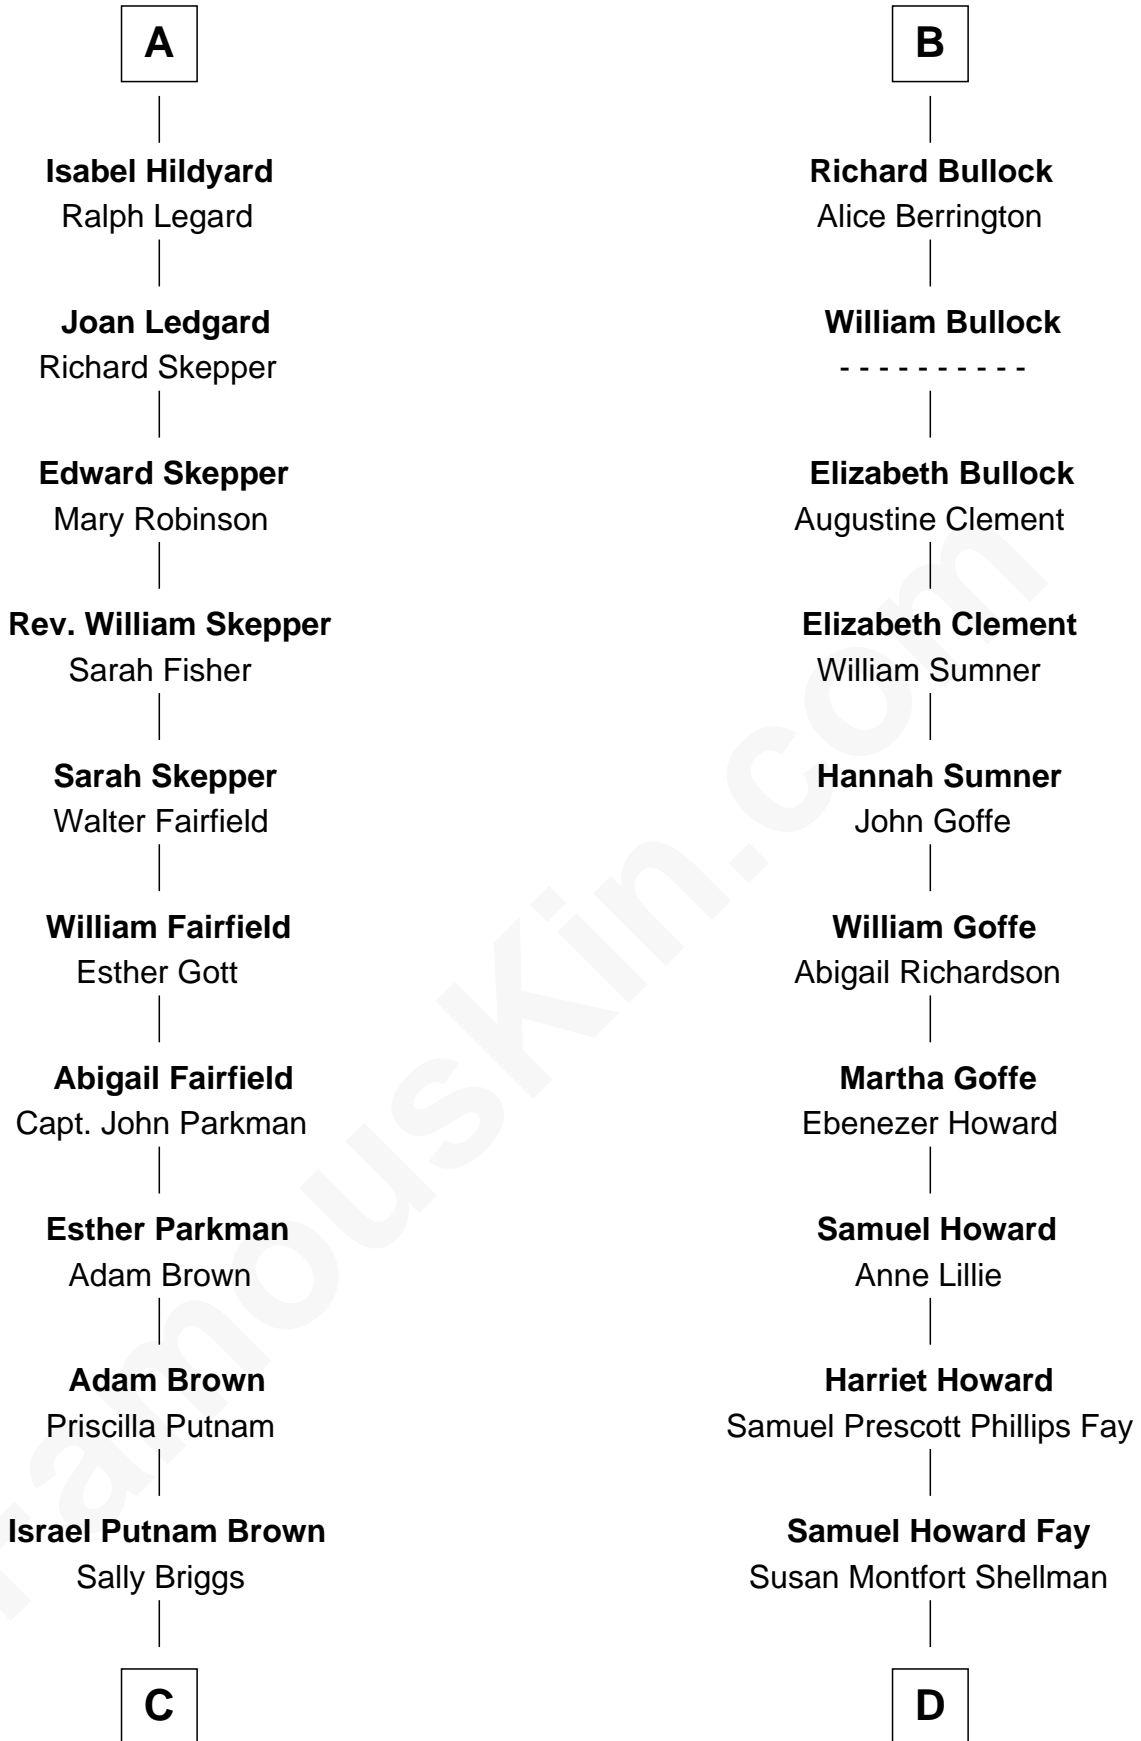 A
Isabel Hildyard
Ralph Legard
Joan Ledgard
Richard Skepper
Edward Skepper
Mary Robinson
Rev. William Skepper
Sarah Fisher
Sarah Skepper
Walter Fairfield
William Fairfield
Esther Gott
Abigail Fairfield
Capt. John Parkman
Esther Parkman
Adam Brown
Adam Brown
Priscilla Putnam
Israel Putnam Brown
Sally Briggs
C
B
Richard Bullock
Alice Berrington
William Bullock
- - - - - - - - - -
Elizabeth Bullock
Augustine Clement
Elizabeth Clement
William Sumner
Hannah Sumner
John Goffe
William Goffe
Abigail Richardson
Martha Goffe
Ebenezer Howard
Samuel Howard
Anne Lillie
Harriet Howard
Samuel Prescott Phillips Fay
Samuel Howard Fay
Susan Montfort Shellman
D
FamousKin.com